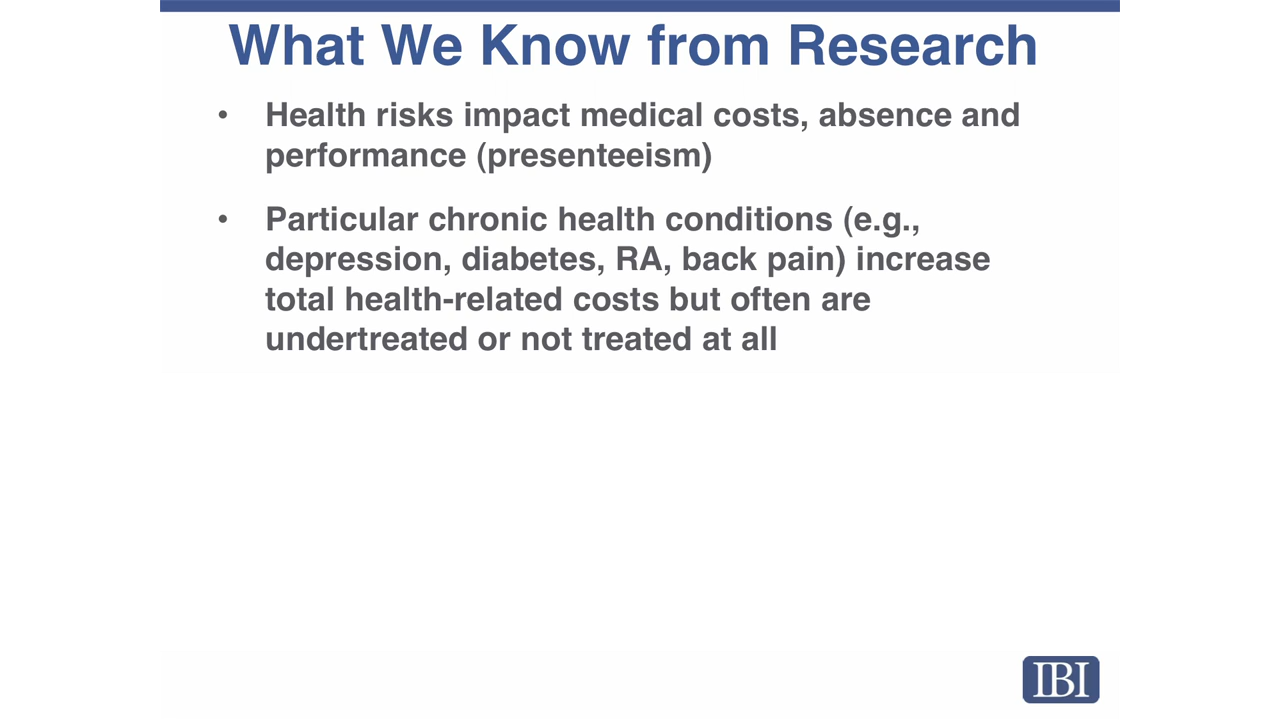 What We Know from Research
• Health risks impact medical costs, absence and
performance (presenteeism)
• Particular chronic health conditions (e.g.,
depression, diabetes, RA, back pain) increase
total health-related costs but often are
undertreated or not treated at all
IBI